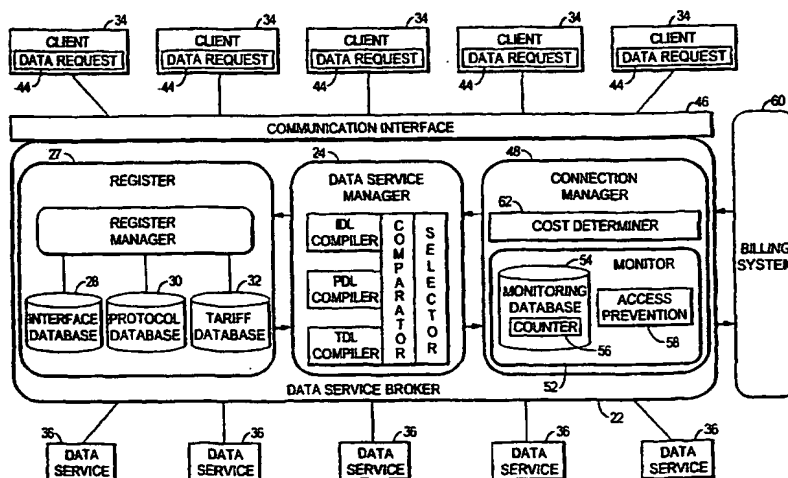 34 34 34 34 34
CLIENT CLIENT CLIENT CLIENT CLIENT
DATA REQUEST DATA REQUEST DATA REQUEST DATA REQUEST DATA REQUEST
44 44 44 44 44
46 60
COMMUNICATION INTERFACE
27 24 48
REGISTER
REGISTER
MANAGER
28 30 32
INTERFACE
DATABASE
PROTOCOL
DATABASE
TARIFF
DATABASE
DATA SERVICE
MANAGER
IDL
COMPILER
PDL
COMPILER
TDL
COMPILER
COMPARATOR
SELECTOR
CONNECTION
MANAGER
62
COST DETERMINER
54
MONITOR
MONITORING
DATABASE
COUNTER
ACCESS
PREVENTION
56 58
52
BILLING
SYSTEM
DATA SERVICE BROKER
22
36 36 36 36 36
DATA
SERVICE
DATA
SERVICE
DATA
SERVICE
DATA
SERVICE
DATA
SERVICE